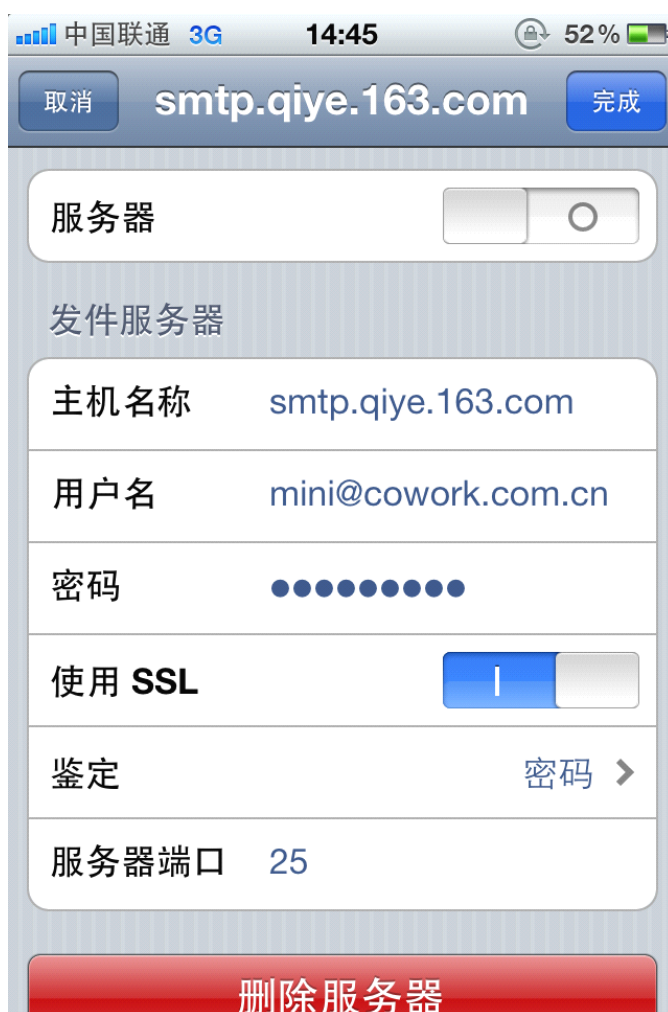 中国联通 3G 14:45 52%
取消 smtp.qiye.163.com 完成
服务器
发件服务器
主机名称 smtp.qiye.163.com
用户名 mini@cowork.com.cn
密码 ●●●●●●●●●
使用 SSL
鉴定 密码
服务器端口 25
删除服务器